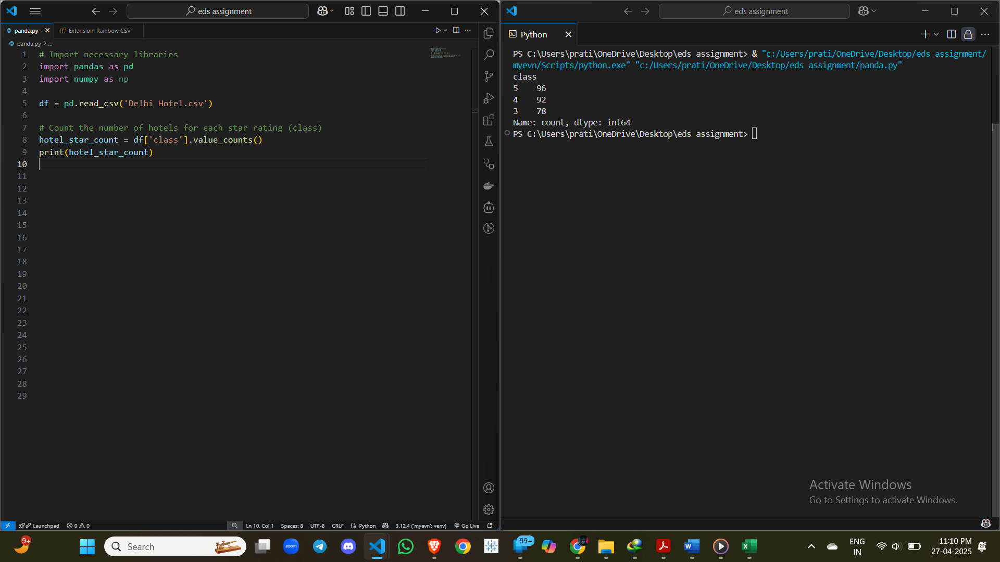 eds assignment
panda.py
Extension: Rainbow CSV
panda.py > ...
1 # Import necessary libraries
2 import pandas as pd
3 import numpy as np
4
5 df = pd.read_csv('Delhi Hotel.csv')
6
7 # Count the number of hotels for each star rating (class)
8 hotel_star_count = df['class'].value_counts()
9 print(hotel_star_count)
10
11
12
13
14
15
16
17
18
19
20
21
22
23
24
25
26
27
28
29
Launchpad 0 0 Ln 10, Col 1 Spaces: 8 UTF-8 CRLF Python 3.12.4 ('myevn': venv) Go Live
eds assignment
Python
PS C:\Users\prati\OneDrive\Desktop\eds assignment> & "c:/Users/prati/OneDrive/Desktop/eds assignment/
myevn/Scripts/python.exe" "c:/Users/prati/OneDrive/Desktop/eds assignment/panda.py"
class
5 96
4 92
3 78
Name: count, dtype: int64
PS C:\Users\prati\OneDrive\Desktop\eds assignment>
Activate Windows
Go to Settings to activate Windows.
9+
Search
zoom
99+
ENG
IN
11:10 PM
27-04-2025